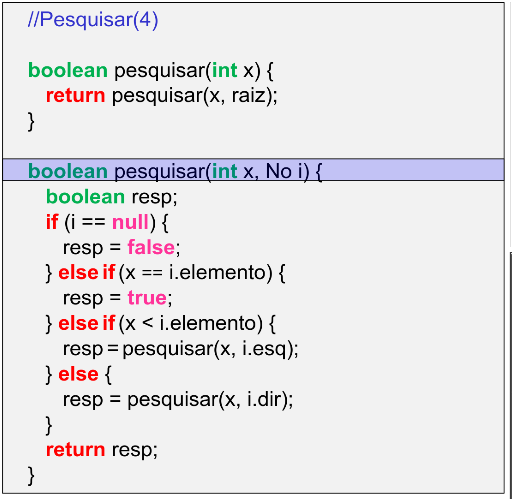 //Pesquisar(4)
boolean pesquisar(int x) {
return pesquisar(x, raiz);
}
boolean pesquisar(int x, No i) {
boolean resp;
if (i == null) {
resp = false;
} else if (x == i.elemento) {
resp = true;
} else if (x < i.elemento) {
resp = pesquisar(x, i.esq);
} else {
resp = pesquisar(x, i.dir);
}
return resp;
}